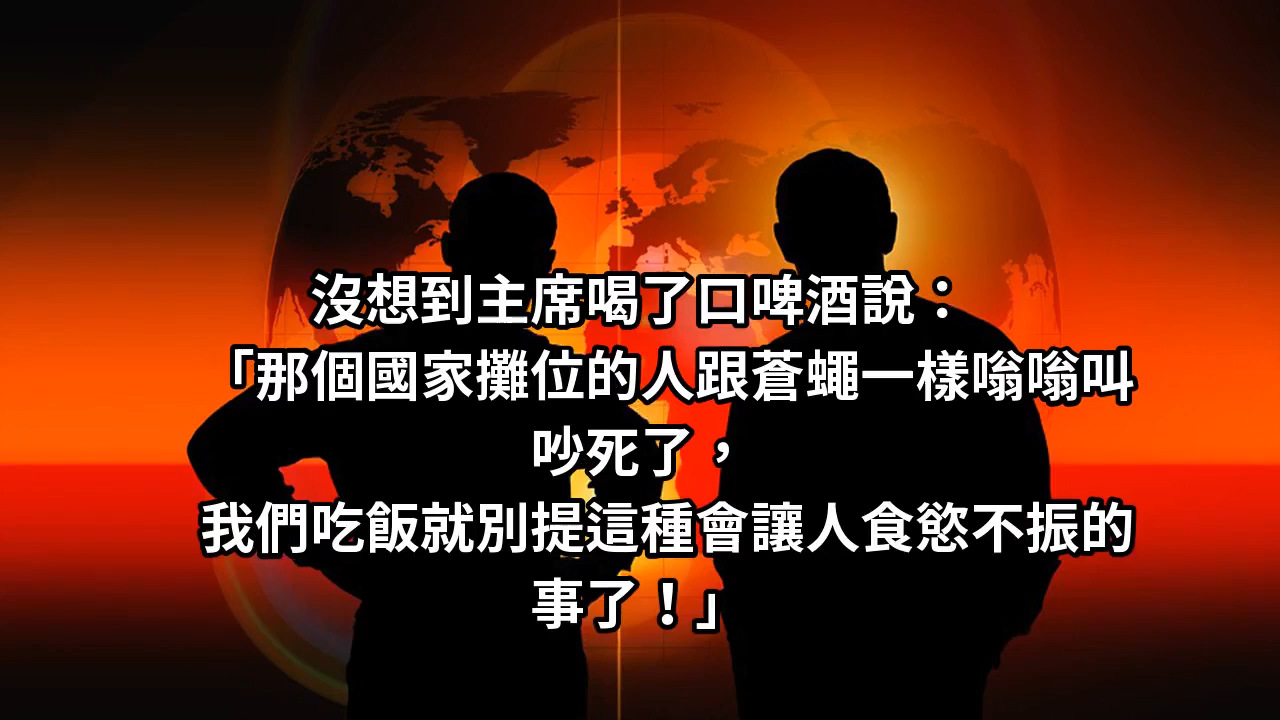 沒想到主席喝了口啤酒說：
「那個國家攤位的人跟蒼蠅一樣嗡嗡叫
吵死了，
我們吃飯就別提這種會讓人食慾不振的
事了！」